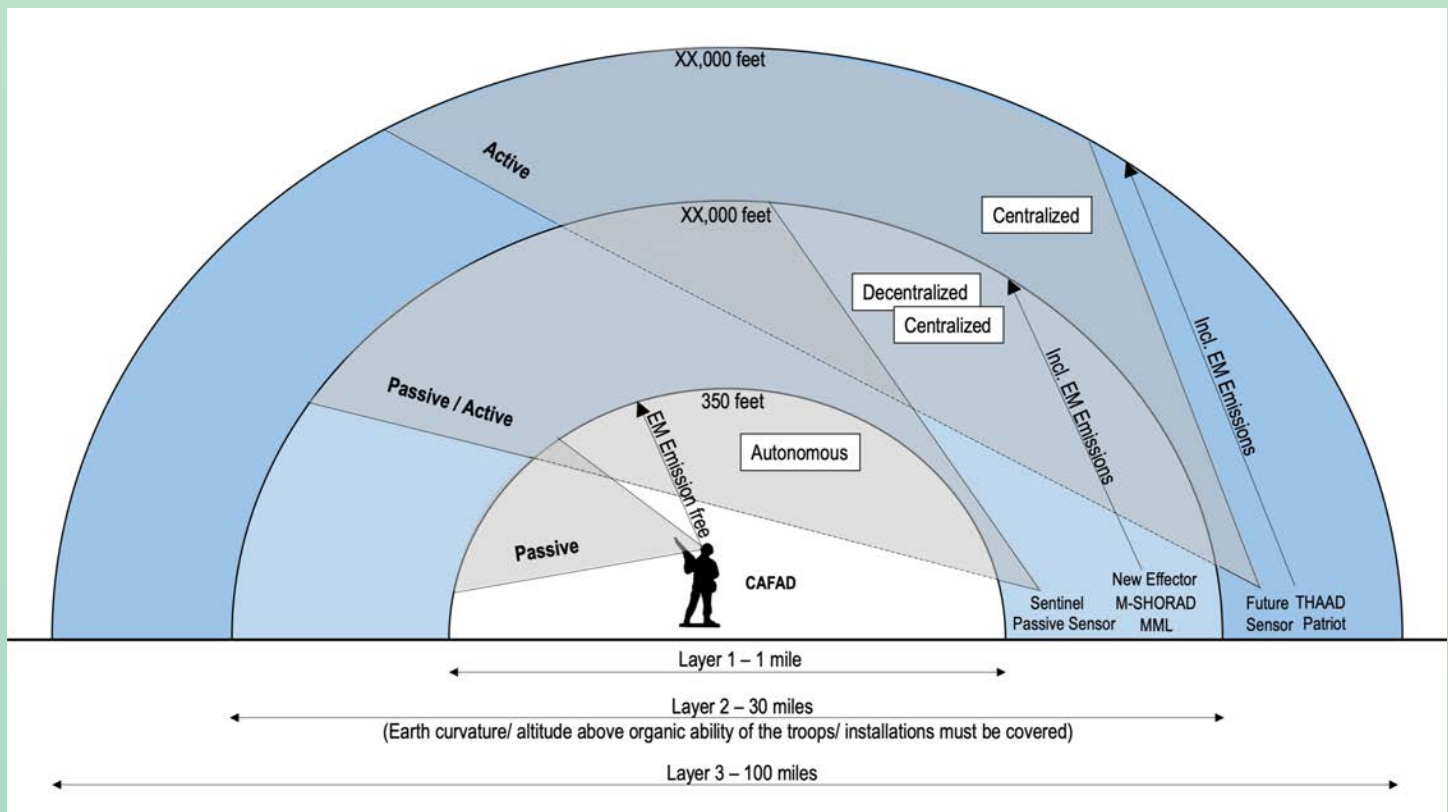 XX,000 feet
Active
XX,000 feet
Centralized
Decentralized
Centralized
Incl. EM Emissions
Incl. EM Emissions
Passive / Active
350 feet
EM Emission free
Autonomous
Passive
CAFAD
Sentinel
Passive Sensor
New Effector
M-SHORAD
MML
Future
Sensor
THAAD
Patriot
Layer 1 – 1 mile
Layer 2 – 30 miles
(Earth curvature/ altitude above organic ability of the troops/ installations must be covered)
Layer 3 – 100 miles